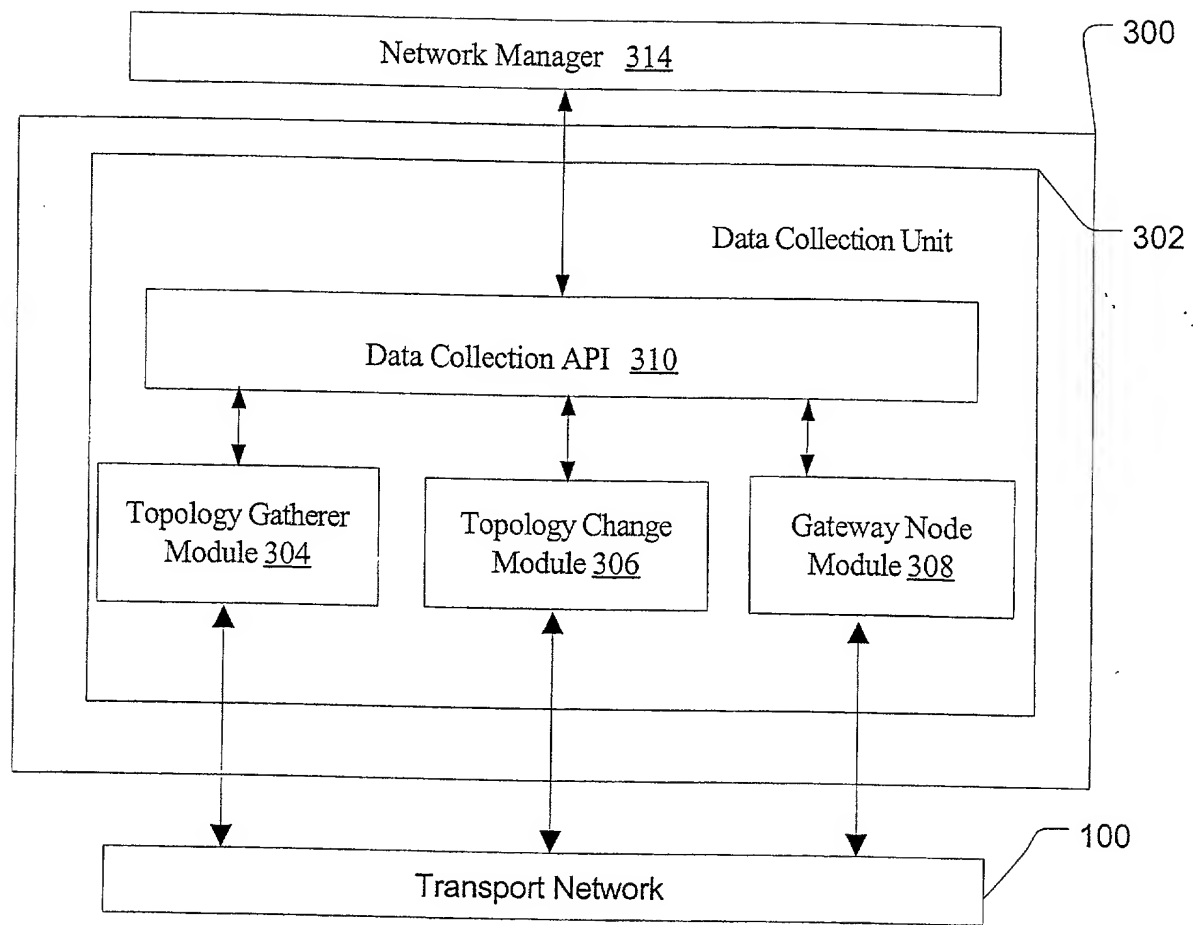 300
Network Manager 314
302
Data Collection Unit
Data Collection API 310
Topology Gatherer
Module 304
Topology Change
Module 306
Gateway Node
Module 308
100
Transport Network